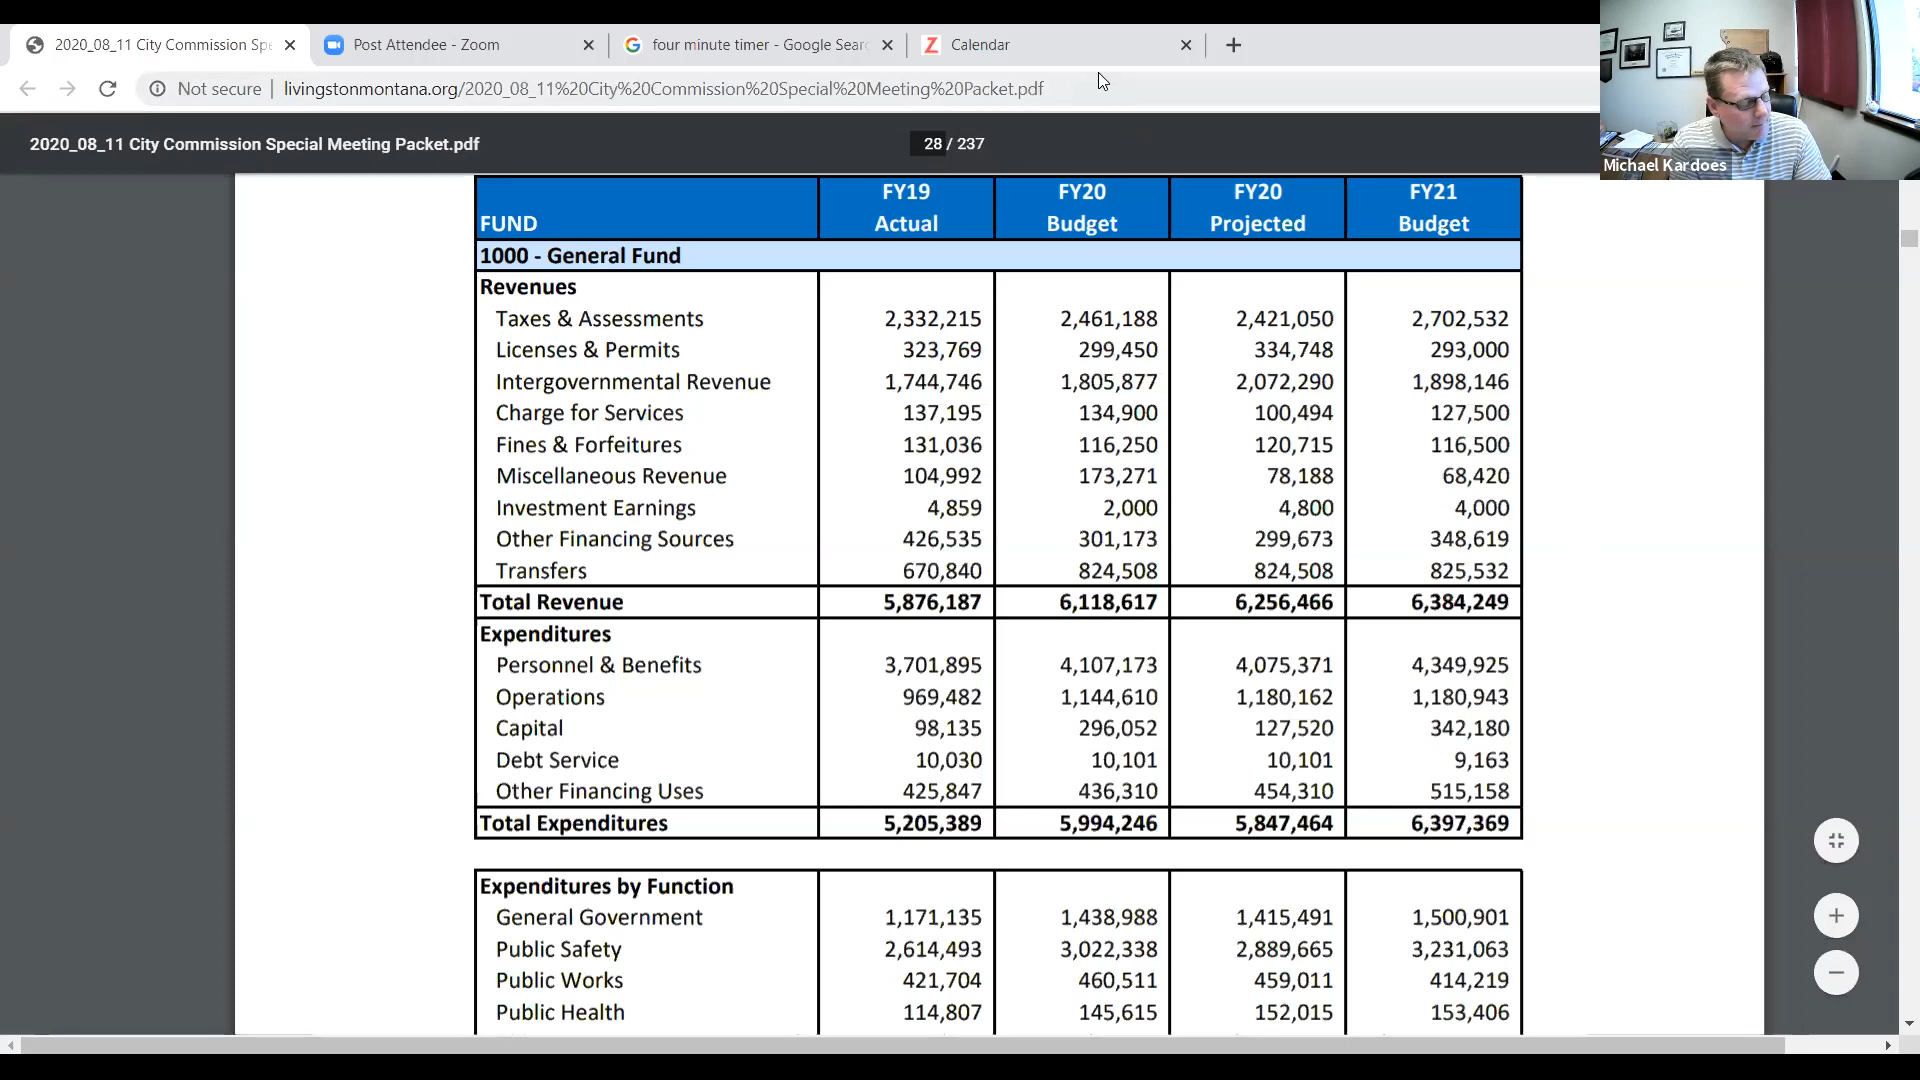 2020_08_11 City Commission Spe
Post Attendee - Zoom
four minute timer - Google Searc
Calendar
Not secure | livingstonmontana.org/2020_08_11%20City%20Commission%20Special%20Meeting%20Packet.pdf
2020_08_11 City Commission Special Meeting Packet.pdf
28 / 237
Michael Kardoes
FUND FY19 Actual FY20 Budget FY20 Projected FY21 Budget
1000 - General Fund
Revenues
Taxes & Assessments 2,332,215 2,461,188 2,421,050 2,702,532
Licenses & Permits 323,769 299,450 334,748 293,000
Intergovernmental Revenue 1,744,746 1,805,877 2,072,290 1,898,146
Charge for Services 137,195 134,900 100,494 127,500
Fines & Forfeitures 131,036 116,250 120,715 116,500
Miscellaneous Revenue 104,992 173,271 78,188 68,420
Investment Earnings 4,859 2,000 4,800 4,000
Other Financing Sources 426,535 301,173 299,673 348,619
Transfers 670,840 824,508 824,508 825,532
Total Revenue 5,876,187 6,118,617 6,256,466 6,384,249
Expenditures
Personnel & Benefits 3,701,895 4,107,173 4,075,371 4,349,925
Operations 969,482 1,144,610 1,180,162 1,180,943
Capital 98,135 296,052 127,520 342,180
Debt Service 10,030 10,101 10,101 9,163
Other Financing Uses 425,847 436,310 454,310 515,158
Total Expenditures 5,205,389 5,994,246 5,847,464 6,397,369
Expenditures by Function
General Government 1,171,135 1,438,988 1,415,491 1,500,901
Public Safety 2,614,493 3,022,338 2,889,665 3,231,063
Public Works 421,704 460,511 459,011 414,219
Public Health 114,807 145,615 152,015 153,406